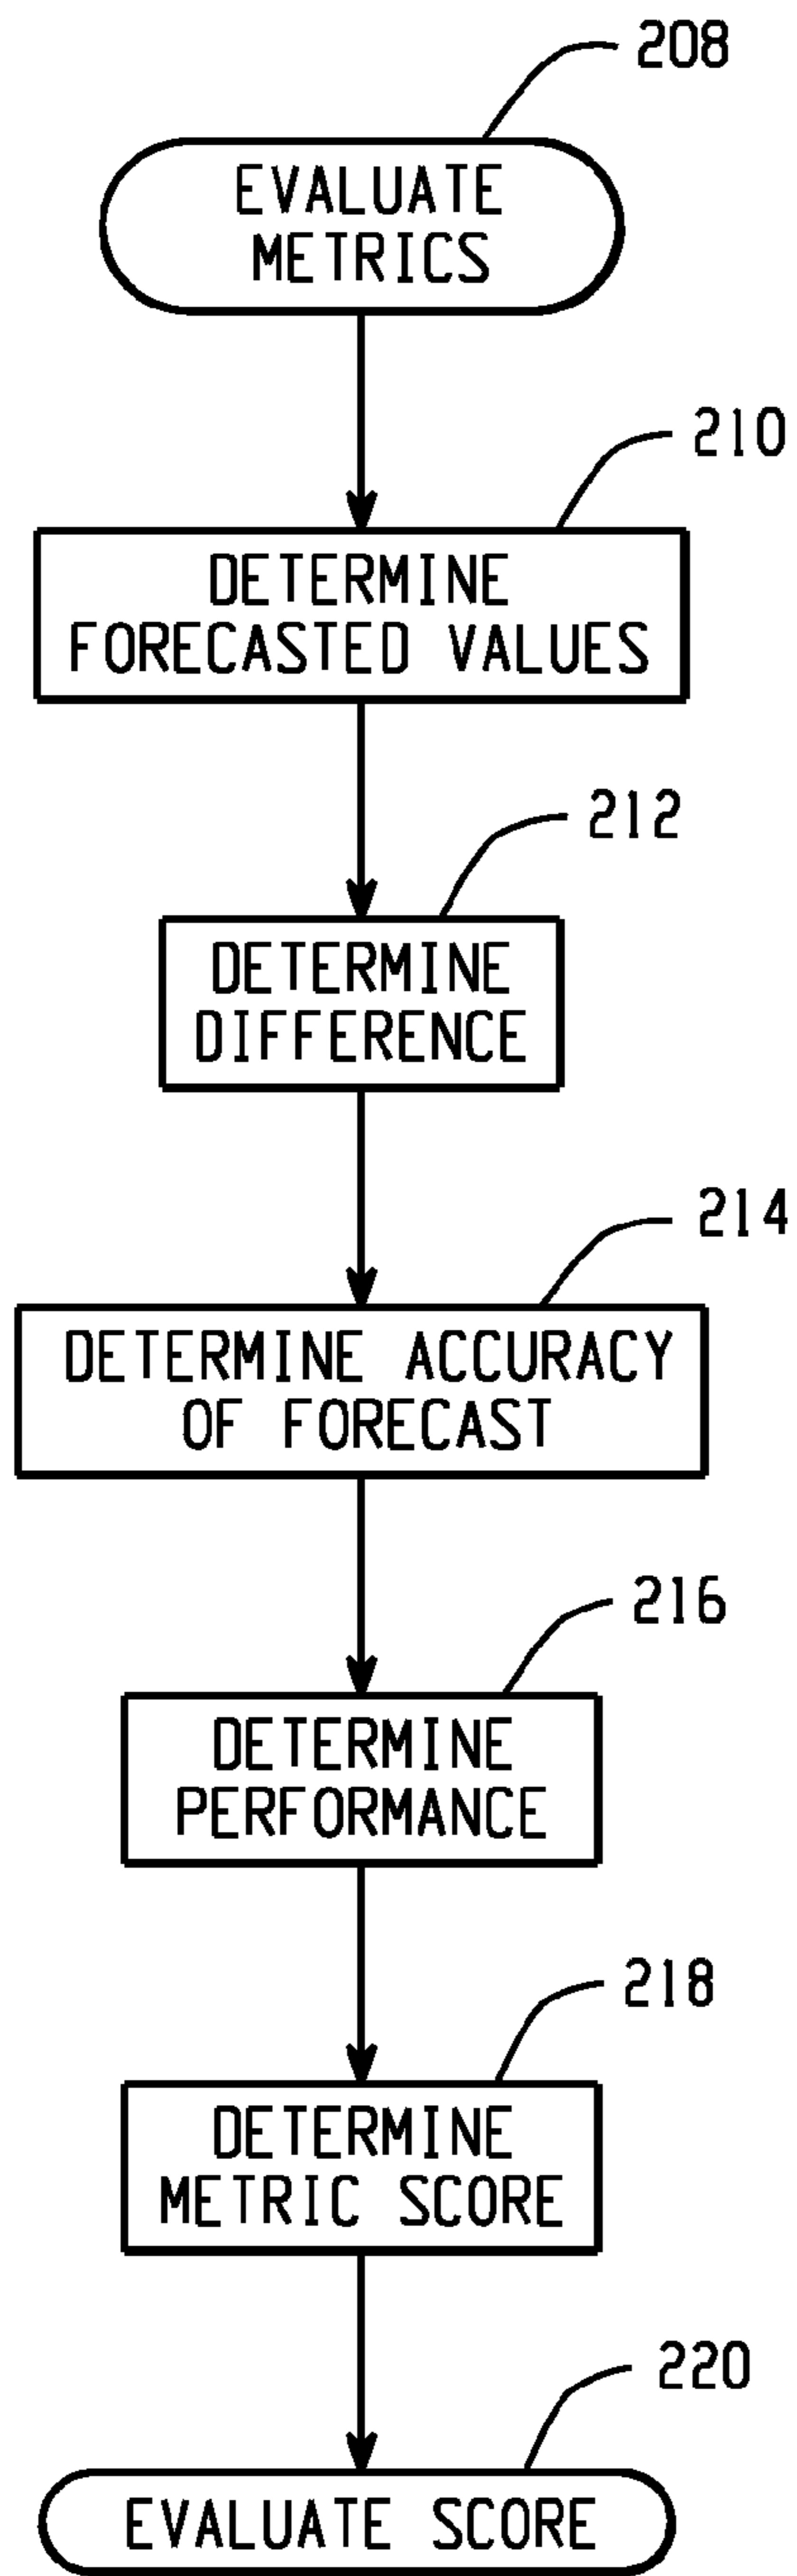 208
EVALUATE
METRICS
210
DETERMINE
FORECASTED VALUES
212
DETERMINE
DIFFERENCE
214
DETERMINE ACCURACY
OF FORECAST
216
DETERMINE
PERFORMANCE
218
DETERMINE
METRIC SCORE
220
EVALUATE SCORE